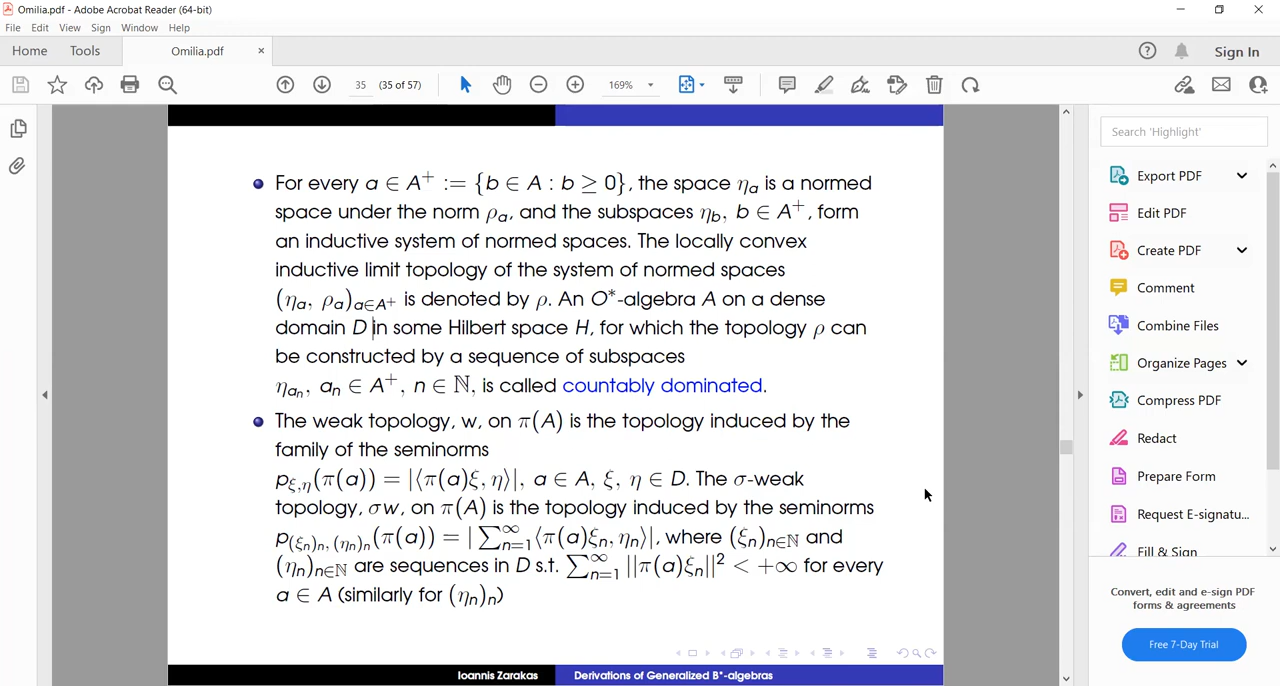 Omilia.pdf - Adobe Acrobat Reader (64-bit)
File Edit View Sign Window Help
Home Tools Omilia.pdf × Sign In
35 (35 of 57) 169%
Search 'Highlight'
Export PDF
Edit PDF
Create PDF
Comment
Combine Files
Organize Pages
Compress PDF
Redact
Prepare Form
Request E-signatu...
Fill & Sign
Convert, edit and e-sign PDF
forms & agreements
Free 7-Day Trial
For every a ∈ A⁺ := {b ∈ A : b ≥ 0}, the space η_a is a normed
space under the norm ρ_a, and the subspaces η_b, b ∈ A⁺, form
an inductive system of normed spaces. The locally convex
inductive limit topology of the system of normed spaces
(η_a, ρ_a)_{a∈A⁺} is denoted by ρ. An O*-algebra A on a dense
domain D in some Hilbert space H, for which the topology ρ can
be constructed by a sequence of subspaces
η_{a_n}, a_n ∈ A⁺, n ∈ ℕ, is called countably dominated.
The weak topology, w, on π(A) is the topology induced by the
family of the seminorms
p_{ξ,η}(π(a)) = |⟨π(a)ξ, η⟩|, a ∈ A, ξ, η ∈ D. The σ-weak
topology, σw, on π(A) is the topology induced by the seminorms
p_{(ξ_n)_n,(η_n)_n}(π(a)) = |∑_{n=1}^∞⟨π(a)ξ_n, η_n⟩|, where (ξ_n)_{n∈ℕ} and
(η_n)_{n∈ℕ} are sequences in D s.t. ∑_{n=1}^∞ ||π(a)ξ_n||² < +∞ for every
a ∈ A (similarly for (η_n)_n)
Ioannis Zarakas Derivations of Generalized B*-algebras